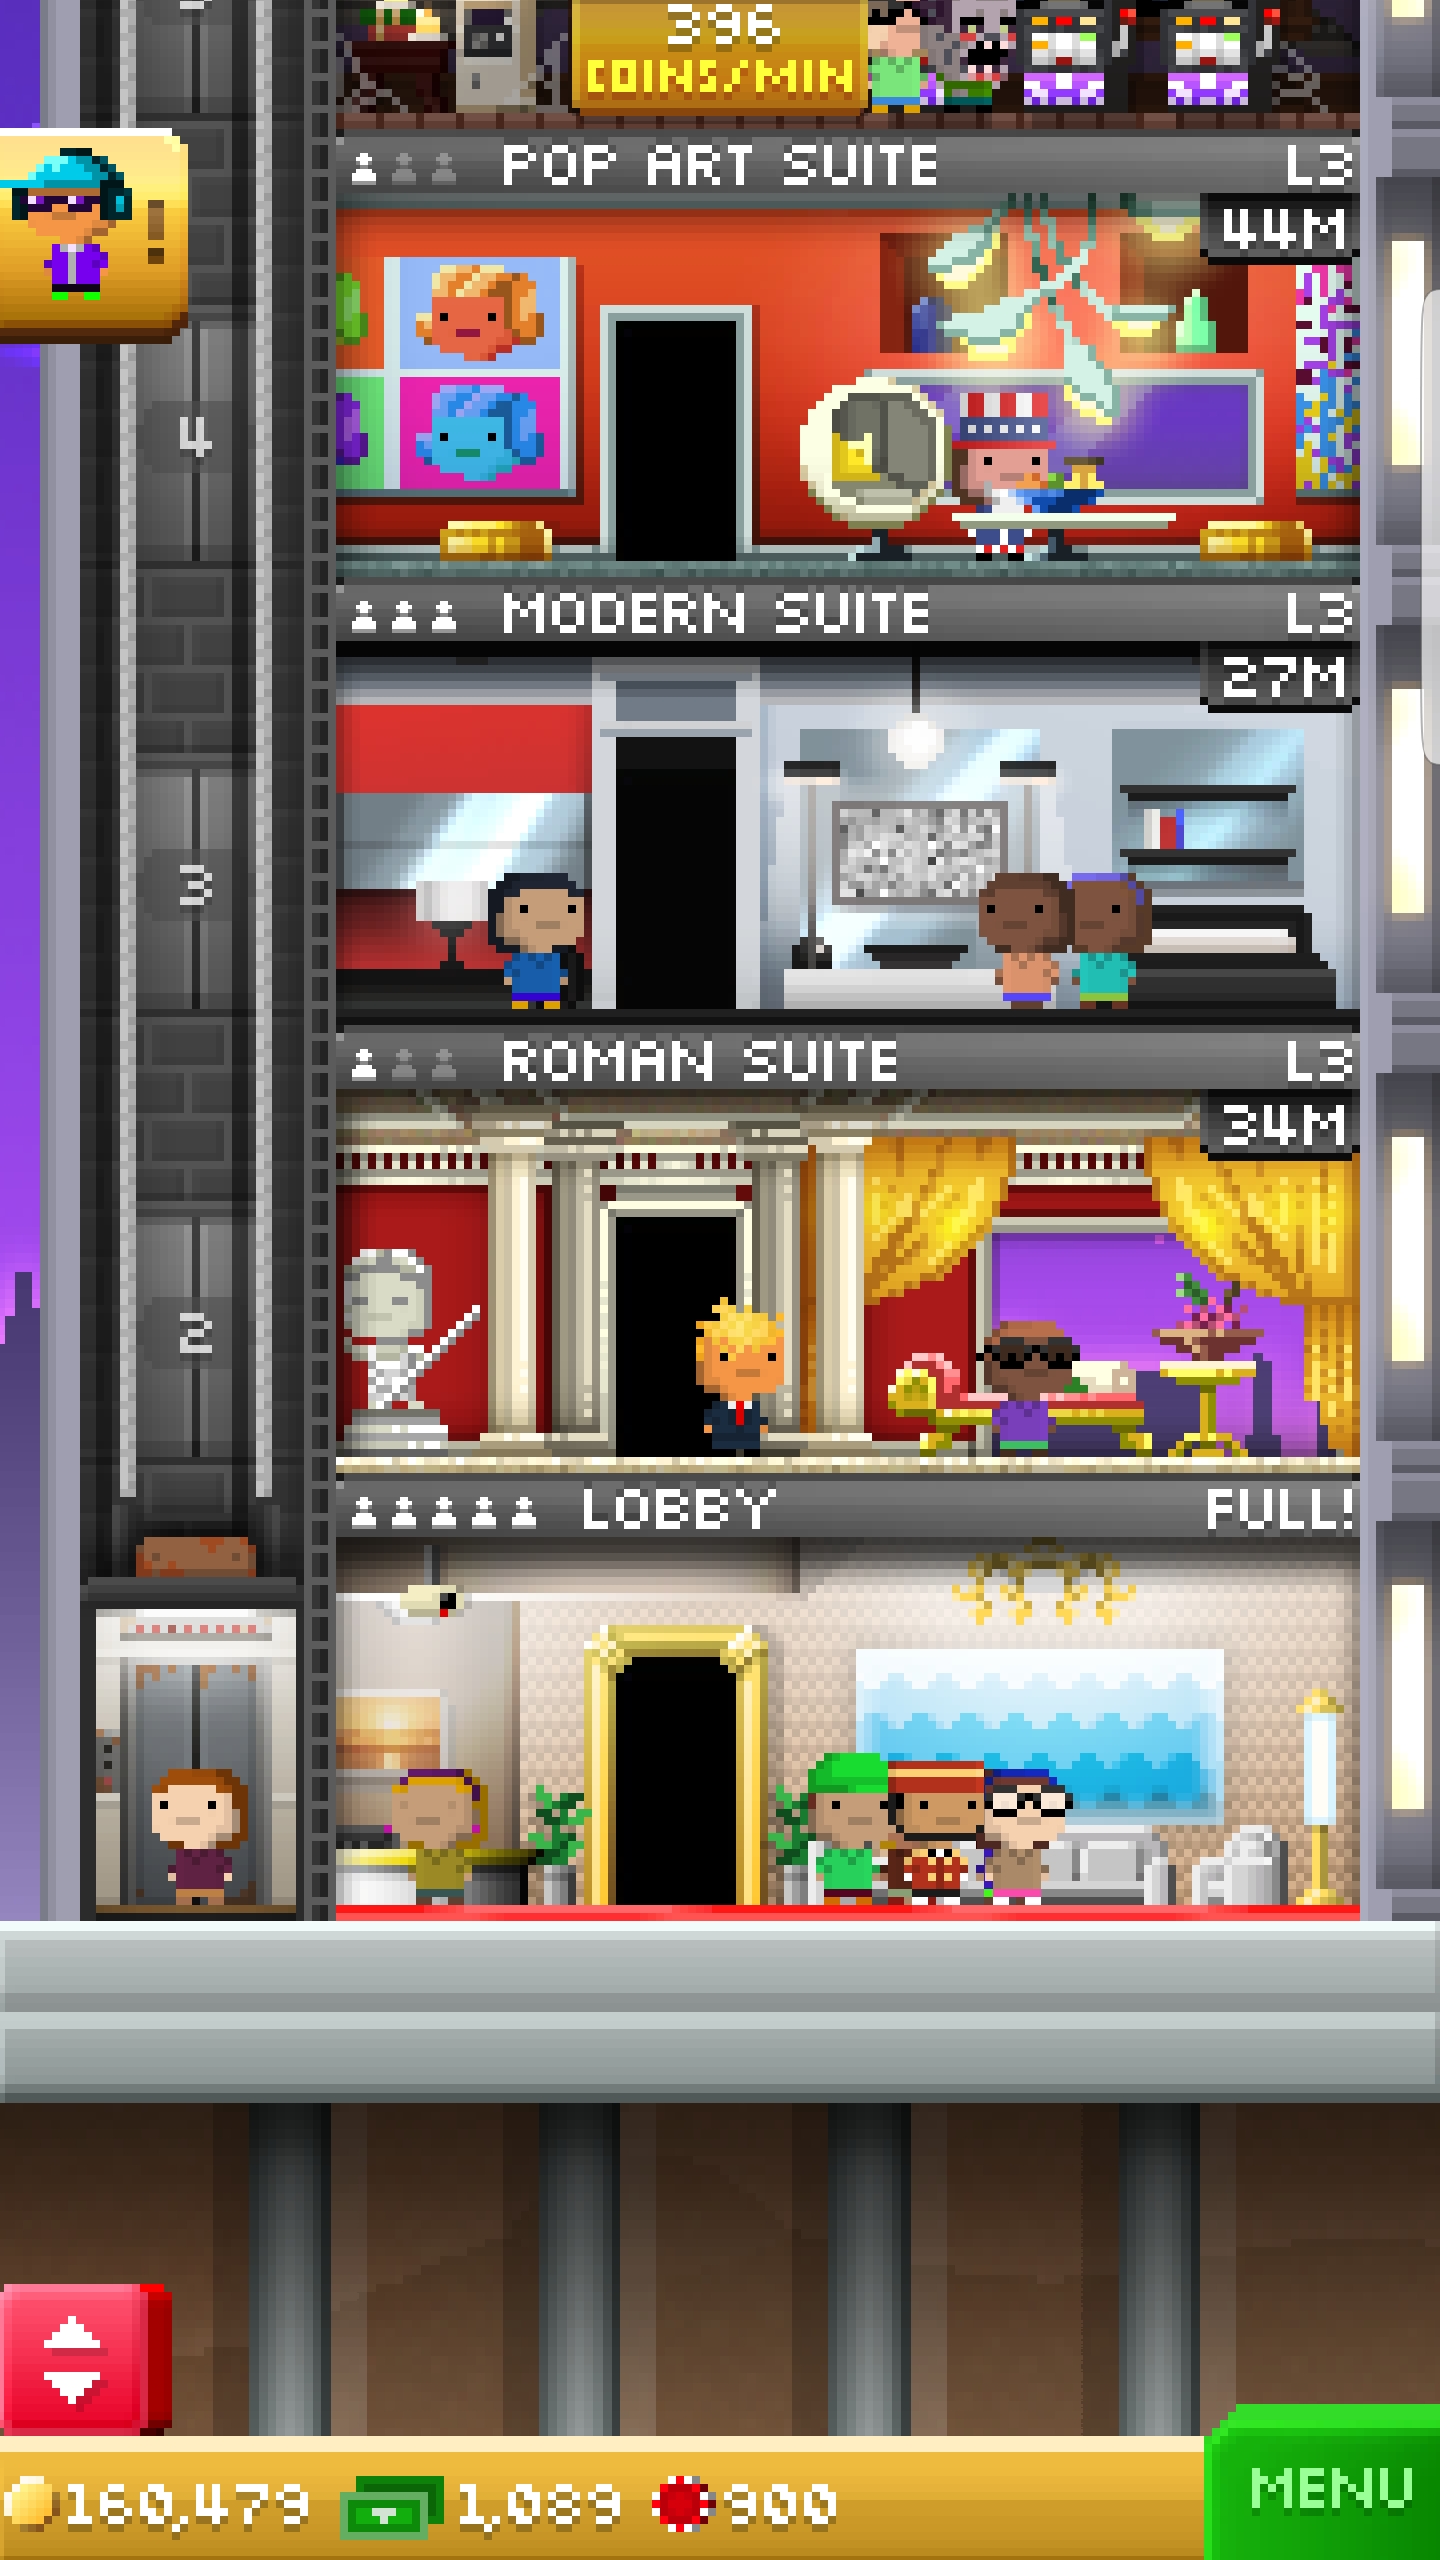 396
COINS/MIN
POP ART SUITE L3
44M
!
4
MODERN SUITE L3
27M
3
ROMAN SUITE L3
34M
2
LOBBY FULL!
160,479 1,089 900
MENU